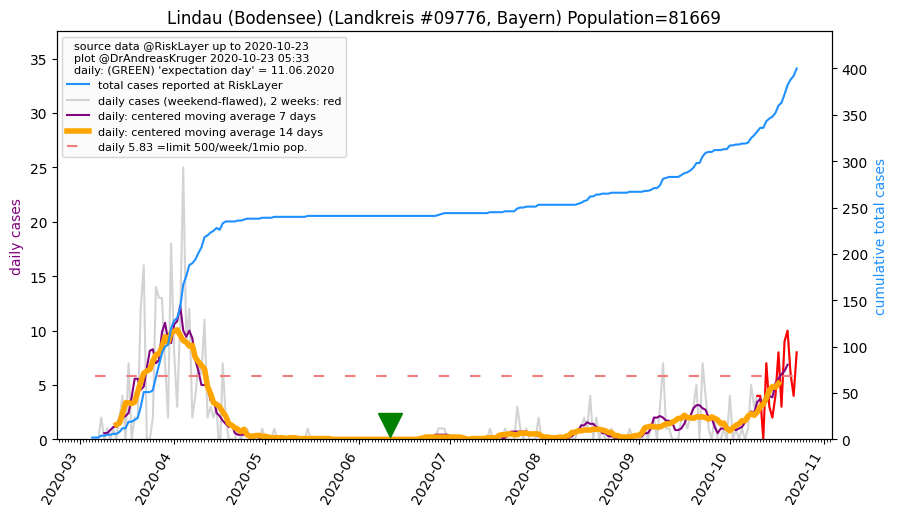 Lindau (Bodensee) (Landkreis #09776, Bayern) Population=81669
source data @RiskLayer up to 2020-10-23
plot @DrAndreasKruger 2020-10-23 05:33
daily: (GREEN) 'expectation day' = 11.06.2020
total cases reported at RiskLayer
daily cases (weekend-flawed), 2 weeks: red
daily: centered moving average 7 days
daily: centered moving average 14 days
daily 5.83 =limit 500/week/1mio pop.
daily cases
35
30
25
20
15
10
5
0
cumulative total cases
400
350
300
250
200
150
100
50
0
2020-03
2020-04
2020-05
2020-06
2020-07
2020-08
2020-09
2020-10
2020-11